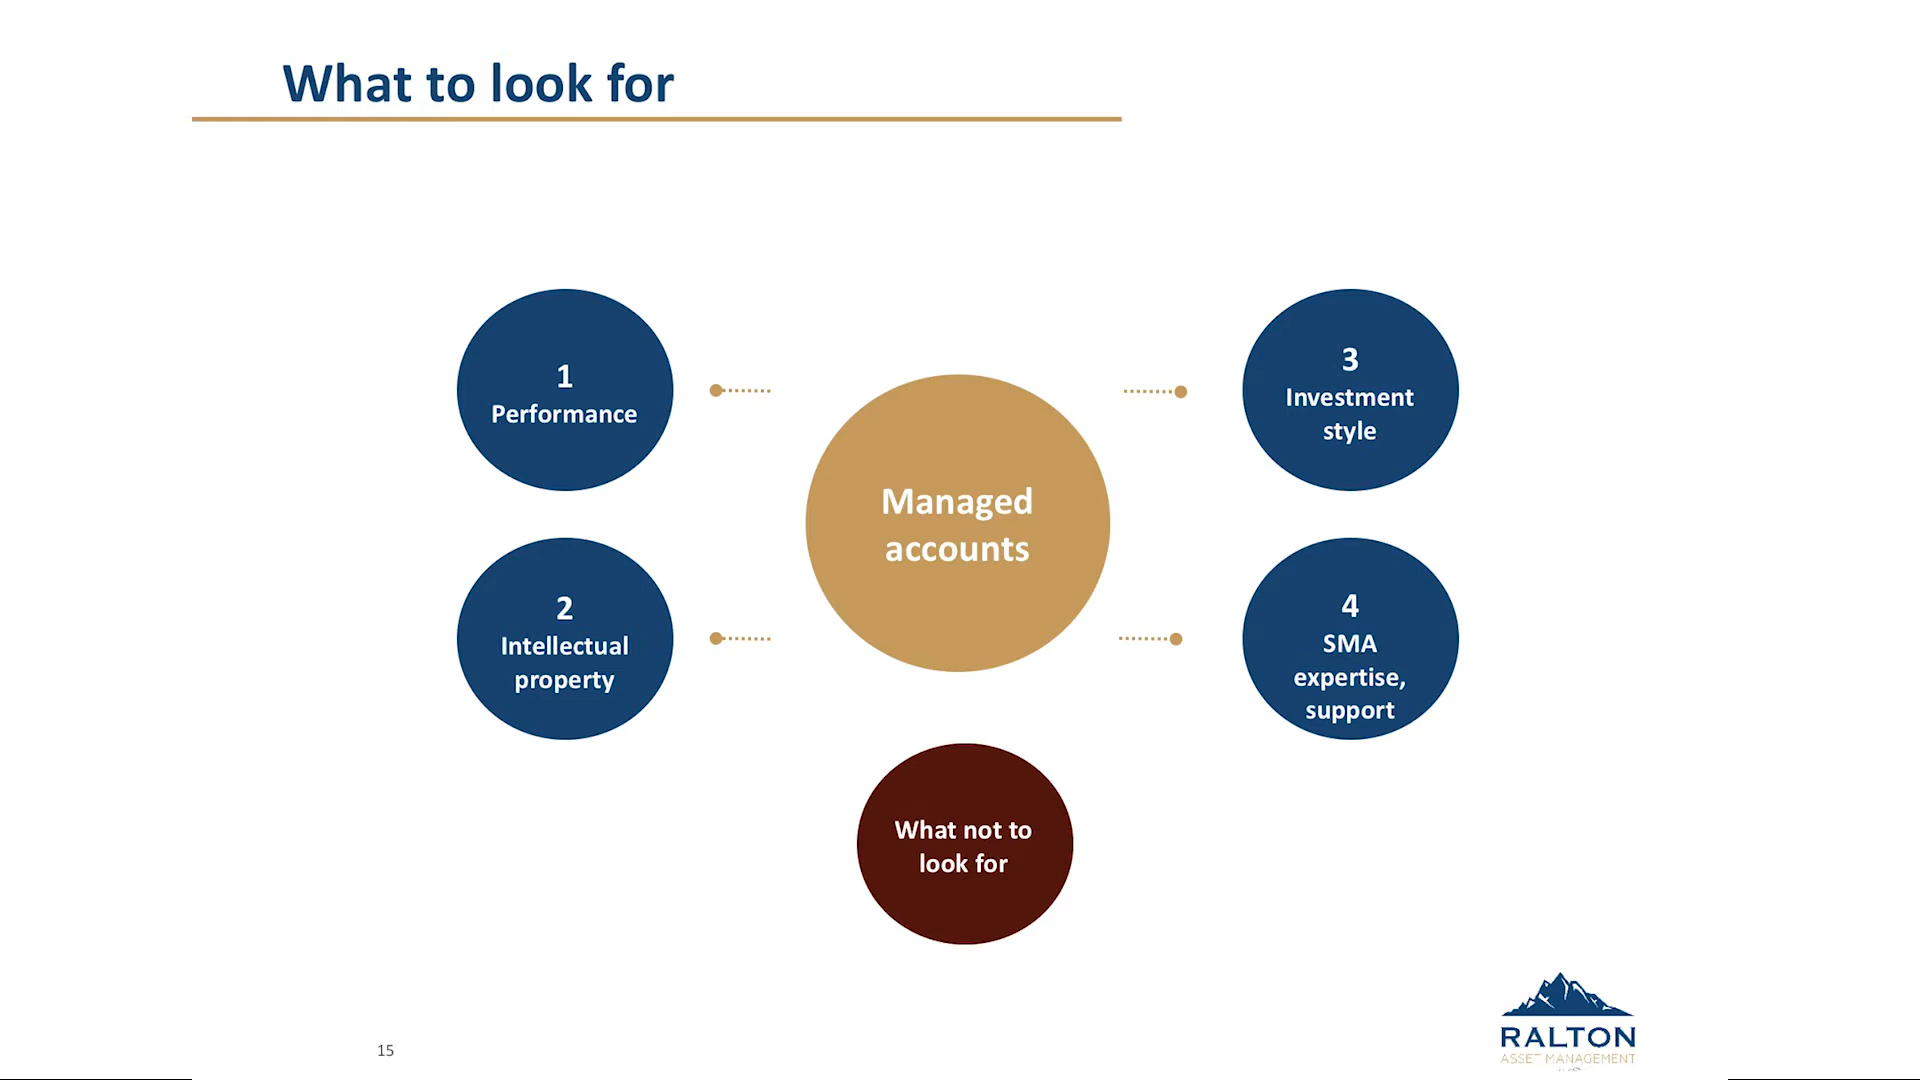 What to look for
1
Performance
2
Intellectual
property
Managed
accounts
3
Investment
style
4
SMA
expertise,
support
What not to
look for
15
RALTON
ASSET MANAGEMENT